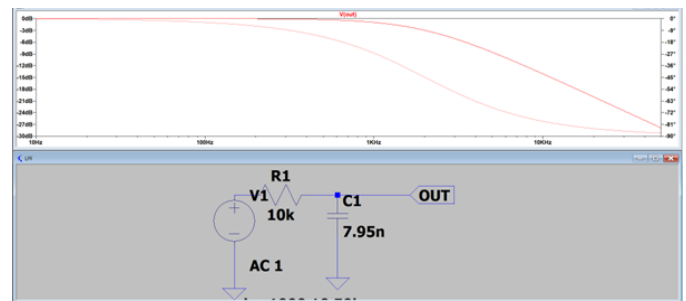 V(out)
0dB 0°
-3dB -9°
-6dB -18°
-9dB -27°
-12dB -36°
-15dB -45°
-18dB -54°
-21dB -63°
-24dB -72°
-27dB -81°
-30dB -90°
10Hz 100Hz 1KHz 10KHz
R1
V1
C1
OUT
10k
7.95n
AC 1